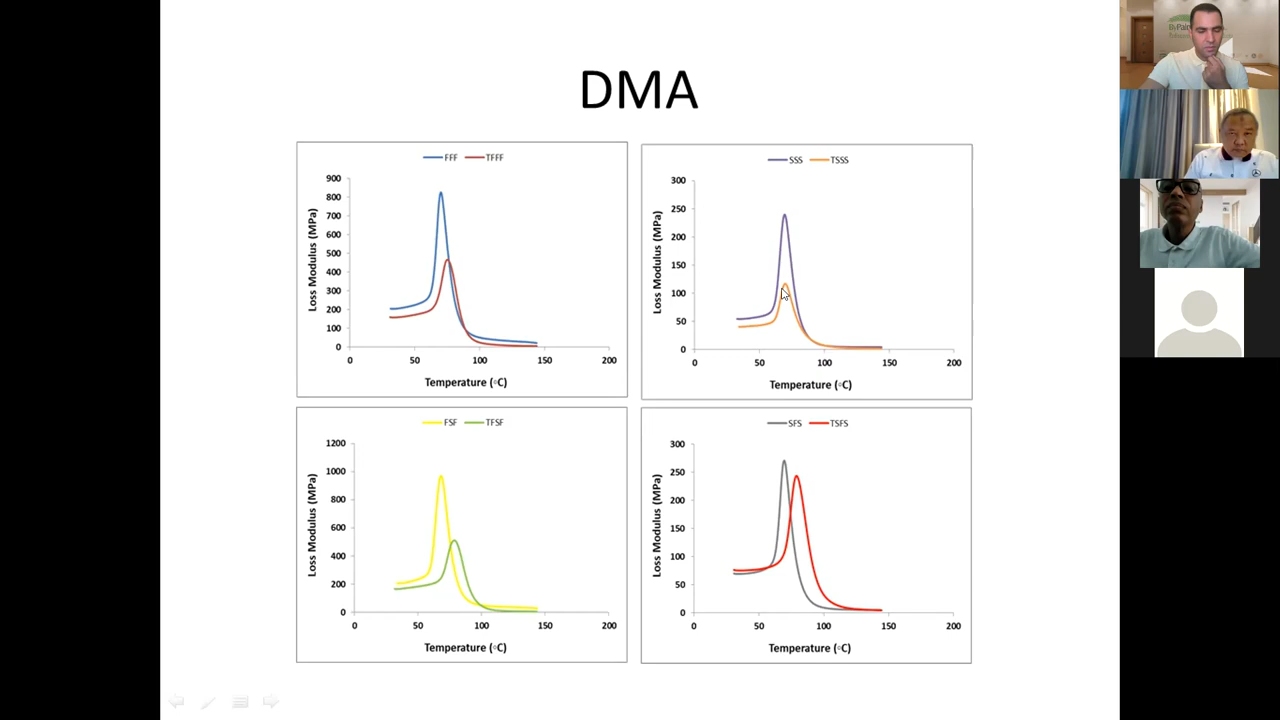 DMA
FFF TFFF
900
800
700
600
500
400
300
200
100
0
Loss Modulus (MPa)
0 50 100 150 200
Temperature (◦C)
SSS TSSS
300
250
200
150
100
50
0
Loss Modulus (MPa)
0 50 100 150 200
Temperature (◦C)
FSF TFSF
1200
1000
800
600
400
200
0
Loss Modulus (MPa)
0 50 100 150 200
Temperature (◦C)
SFS TSFS
300
250
200
150
100
50
0
Loss Modulus (MPa)
0 50 100 150 200
Temperature (◦C)